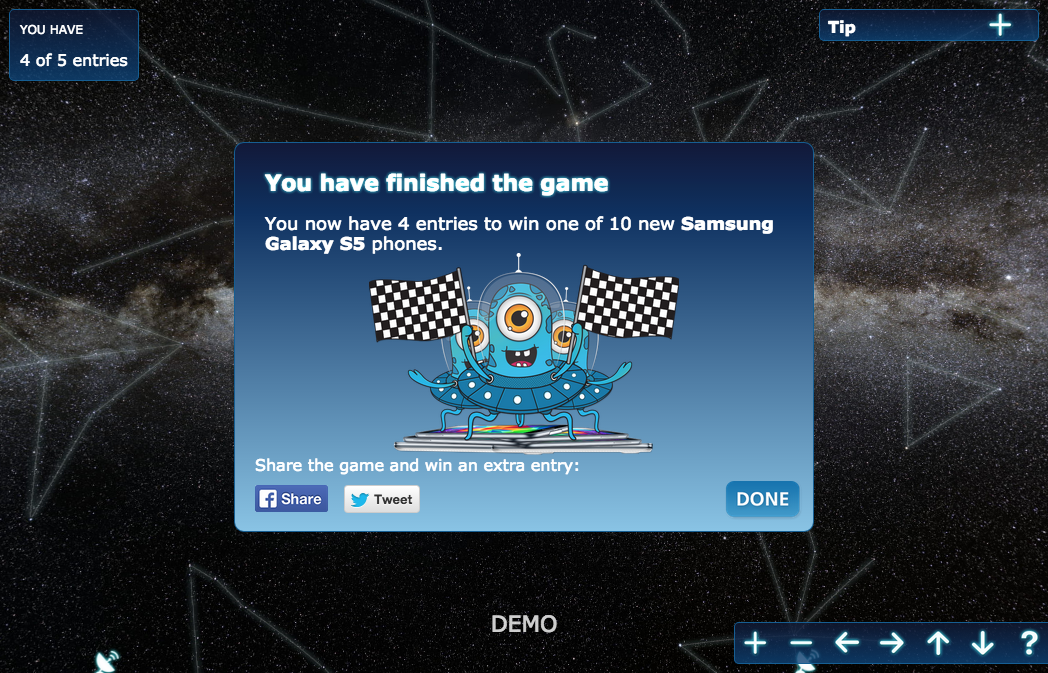 YOU HAVE
4 of 5 entries
Tip
You have finished the game
You now have 4 entries to win one of 10 new Samsung
Galaxy S5 phones.
Share the game and win an extra entry:
Share
Tweet
DONE
DEMO
?